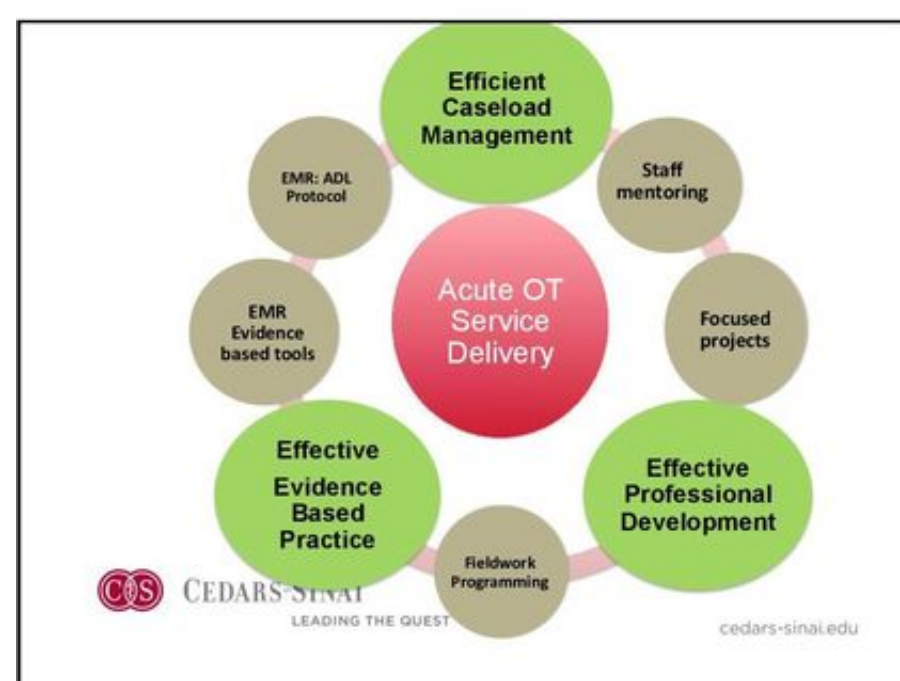 Efficient
Caseload
Management
EMR: ADL
Protocol
Staff
mentoring
Acute OT
Service
Delivery
EMR
Evidence
based tools
Focused
projects
Effective
Evidence
Based
Practice
Effective
Professional
Development
Fieldwork
Programming
CEDARS-SINAI
LEADING THE QUEST
cedars-sinai.edu